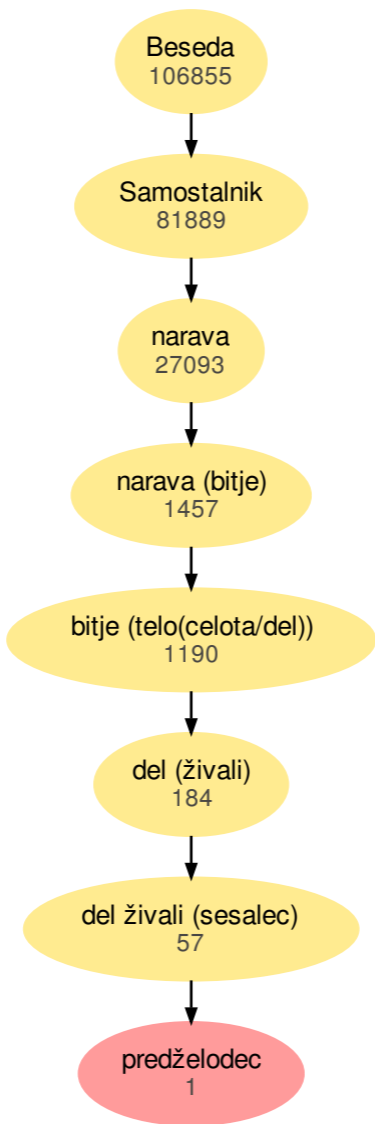 Beseda
106855
Samostalnik
81889
narava
27093
narava (bitje)
1457
bitje (telo(celota/del))
1190
del (živali)
184
del živali (sesalec)
57
predželodec
1